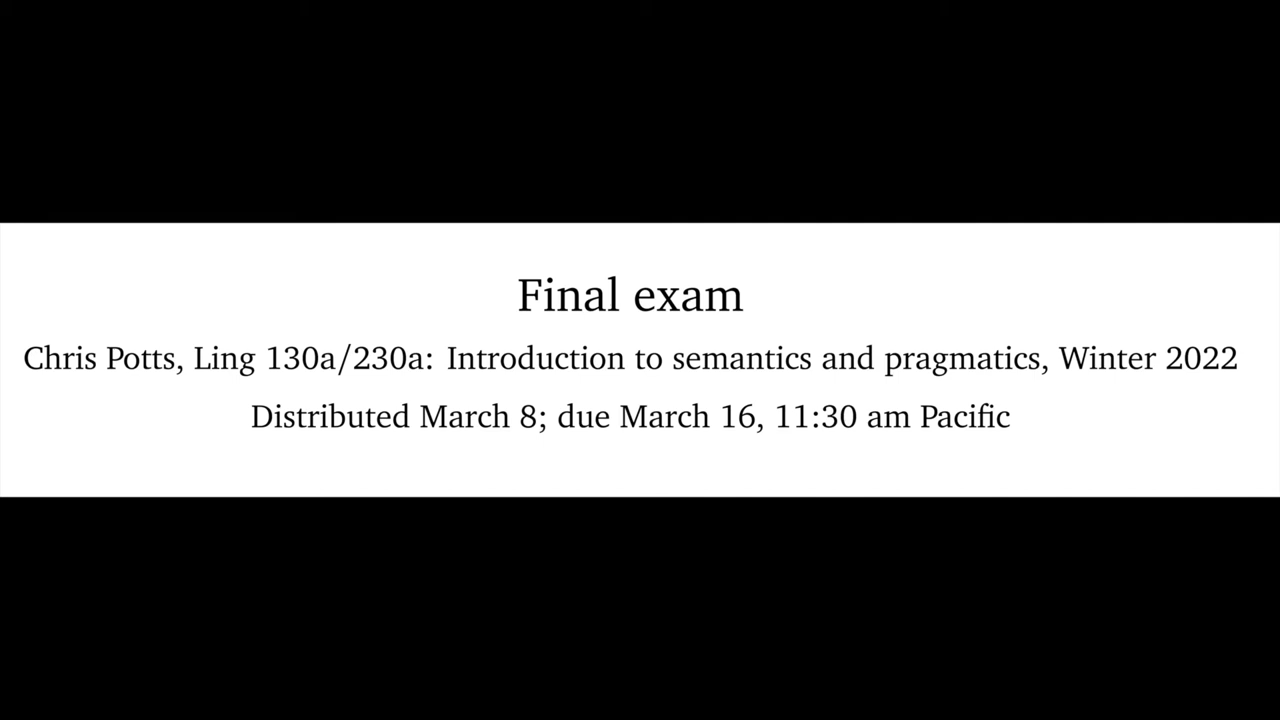 Final exam
Chris Potts, Ling 130a/230a: Introduction to semantics and pragmatics, Winter 2022
Distributed March 8; due March 16, 11:30 am Pacific